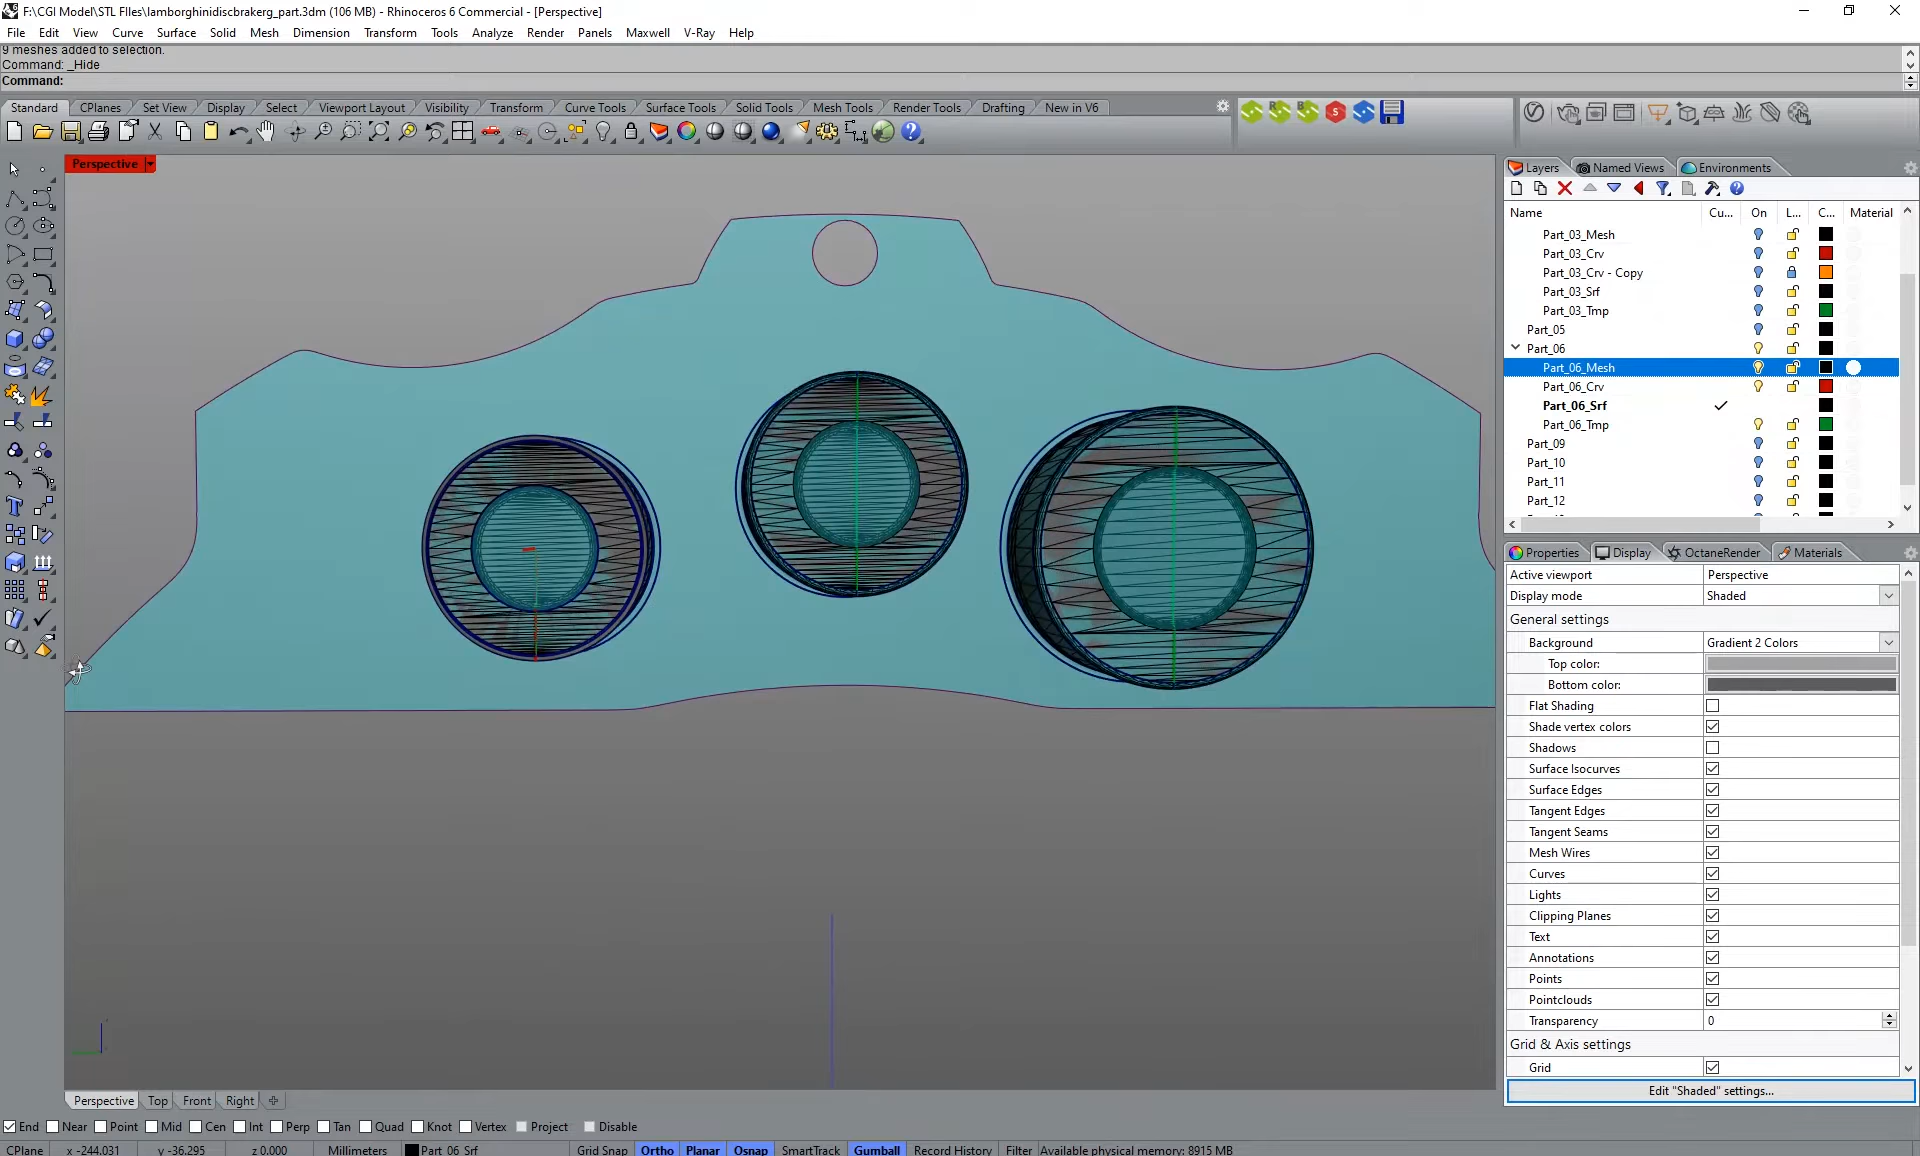 F:\CGI Model\STL FIles\lamborghinidiscbrakerg_part.3dm (106 MB) - Rhinoceros 6 Commercial - [Perspective]
File Edit View Curve Surface Solid Mesh Dimension Transform Tools Analyze Render Panels Maxwell V-Ray Help
9 meshes added to selection.
Command: _Hide
Command:
Standard CPlanes Set View Display Select Viewport Layout Visibility Transform Curve Tools Surface Tools Solid Tools Mesh Tools Render Tools Drafting New in V6
Perspective
Layers Named Views Environments
Name Cu... On L... C... Material
Part_03_Mesh
Part_03_Crv
Part_03_Crv - Copy
Part_03_Srf
Part_03_Tmp
Part_05
Part_06
Part_06_Mesh
Part_06_Crv
Part_06_Srf
Part_06_Tmp
Part_09
Part_10
Part_11
Part_12
Properties Display OctaneRender Materials
Active viewport Perspective
Display mode Shaded
General settings
Background Gradient 2 Colors
Top color:
Bottom color:
Flat Shading
Shade vertex colors
Shadows
Surface Isocurves
Surface Edges
Tangent Edges
Tangent Seams
Mesh Wires
Curves
Lights
Clipping Planes
Text
Annotations
Points
Pointclouds
Transparency 0
Grid & Axis settings
Grid
Edit "Shaded" settings...
Perspective Top Front Right
End Near Point Mid Cen Int Perp Tan Quad Knot Vertex Project Disable
CPlane x -244.031 y -36.295 z 0.000 Millimeters Part_06_Srf Grid Snap Ortho Planar Osnap SmartTrack Gumball Record History Filter Available physical memory: 8915 MB